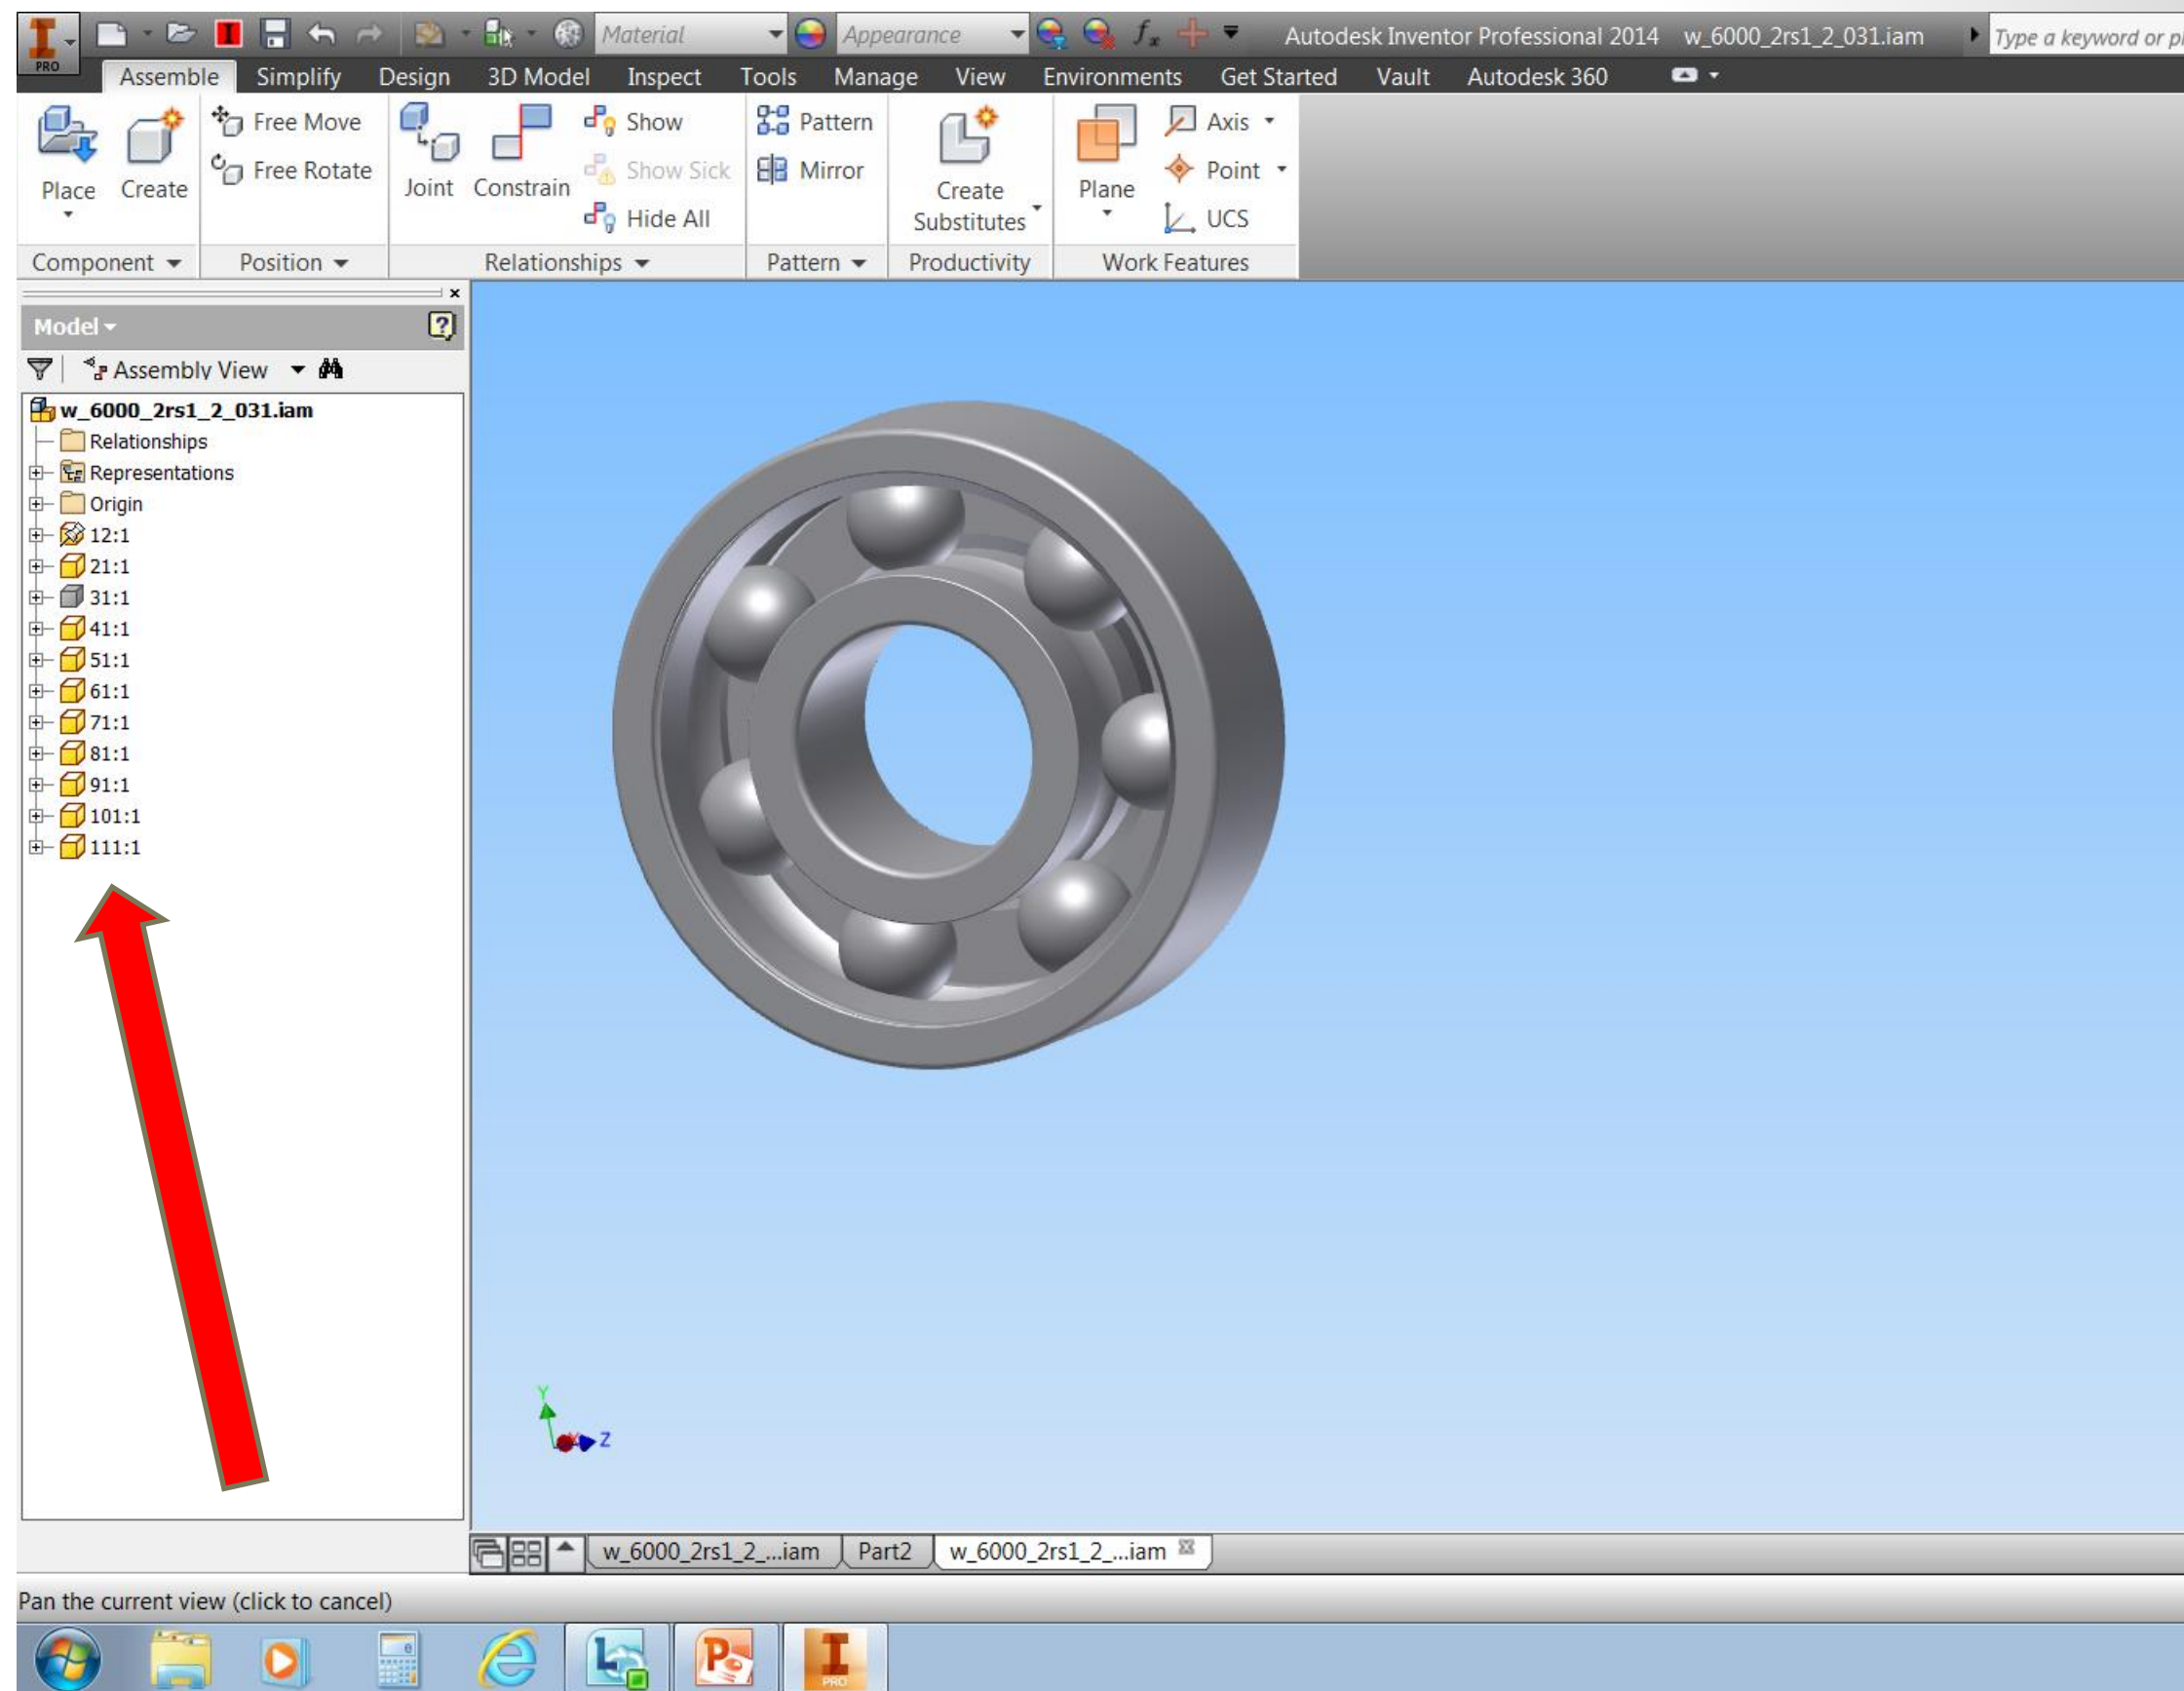 PRO
Material
Appearance
fx
Autodesk Inventor Professional 2014 w_6000_2rs1_2_031.iam
Type a keyword or
Assemble Simplify Design 3D Model Inspect Tools Manage View Environments Get Started Vault Autodesk 360
Free Move
Show
Pattern
Axis
Free Rotate
Show Sick
Mirror
Point
Place
Create
Joint
Constrain
Create
Substitutes
Plane
Hide All
UCS
Component Position Relationships Pattern Productivity Work Features
Model
Assembly View
w_6000_2rs1_2_031.iam
Relationships
Representations
Origin
12:1
21:1
31:1
41:1
51:1
61:1
71:1
81:1
91:1
101:1
111:1
Y
Z
w_6000_2rs1_2_...iam
Part2
w_6000_2rs1_2_...iam
Pan the current view (click to cancel)
PRO